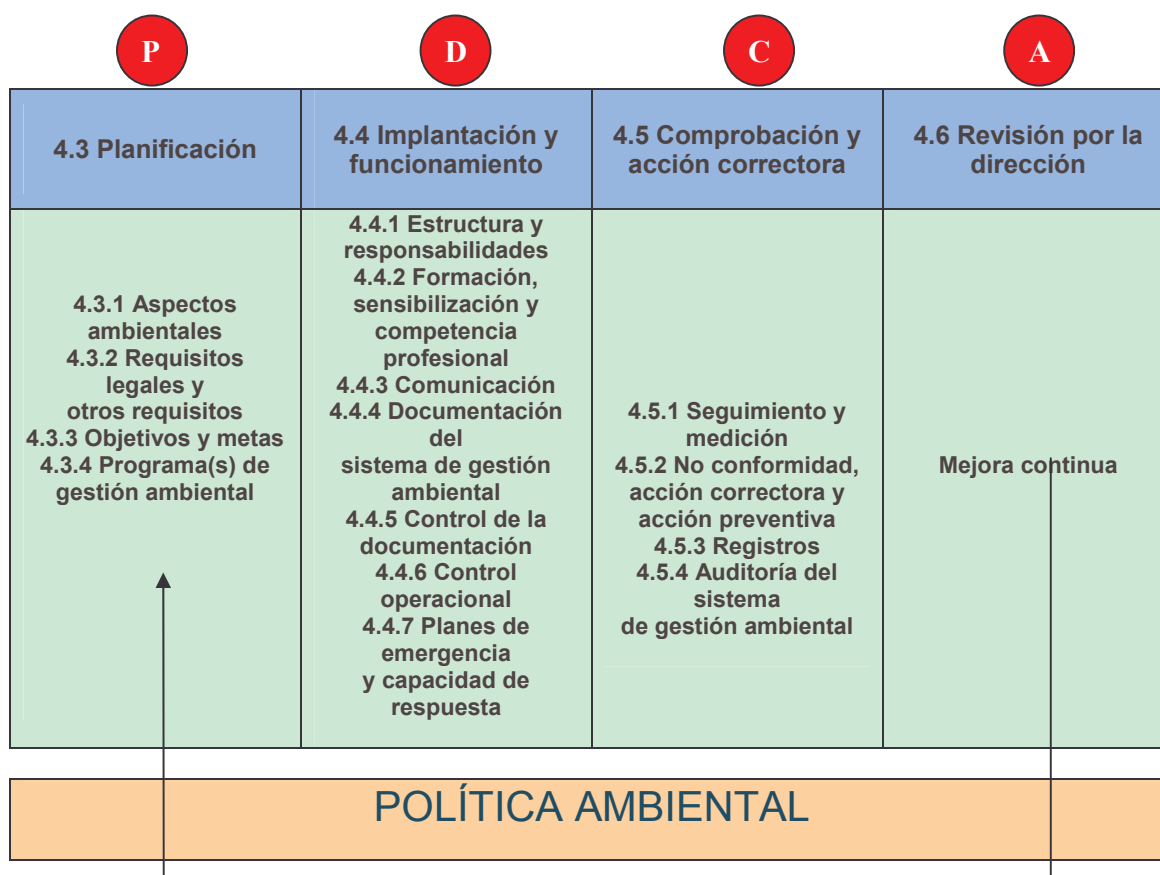 P
D
C
A
4.3 Planificación
4.4 Implantación y
funcionamiento
4.5 Comprobación y
acción correctora
4.6 Revisión por la
dirección
4.3.1 Aspectos
ambientales
4.3.2 Requisitos
legales y
otros requisitos
4.3.3 Objetivos y metas
4.3.4 Programa(s) de
gestión ambiental
4.4.1 Estructura y
responsabilidades
4.4.2 Formación,
sensibilización y
competencia
profesional
4.4.3 Comunicación
4.4.4 Documentación
del
sistema de gestión
ambiental
4.4.5 Control de la
documentación
4.4.6 Control
operacional
4.4.7 Planes de
emergencia
y capacidad de
respuesta
4.5.1 Seguimiento y
medición
4.5.2 No conformidad,
acción correctora y
acción preventiva
4.5.3 Registros
4.5.4 Auditoría del
sistema
de gestión ambiental
Mejora continua
POLÍTICA AMBIENTAL